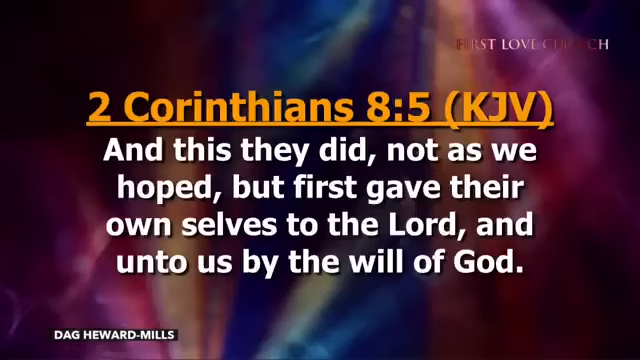 FIRST LOVE CHURCH
2 Corinthians 8:5 (KJV)
And this they did, not as we
hoped, but first gave their
own selves to the Lord, and
unto us by the will of God.
DAG HEWARD-MILLS